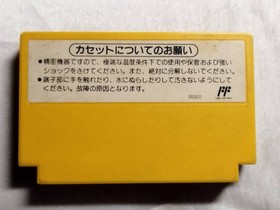 カセットについてのお願い
●精密機器ですので、極端な温度条件下での使用や保管および強い
ショックをさけてください。また、絶対に分解しないでください。
●端子部に手を触れたり、水にぬらしたりして汚さないようにして
ください。故障の原因となります。